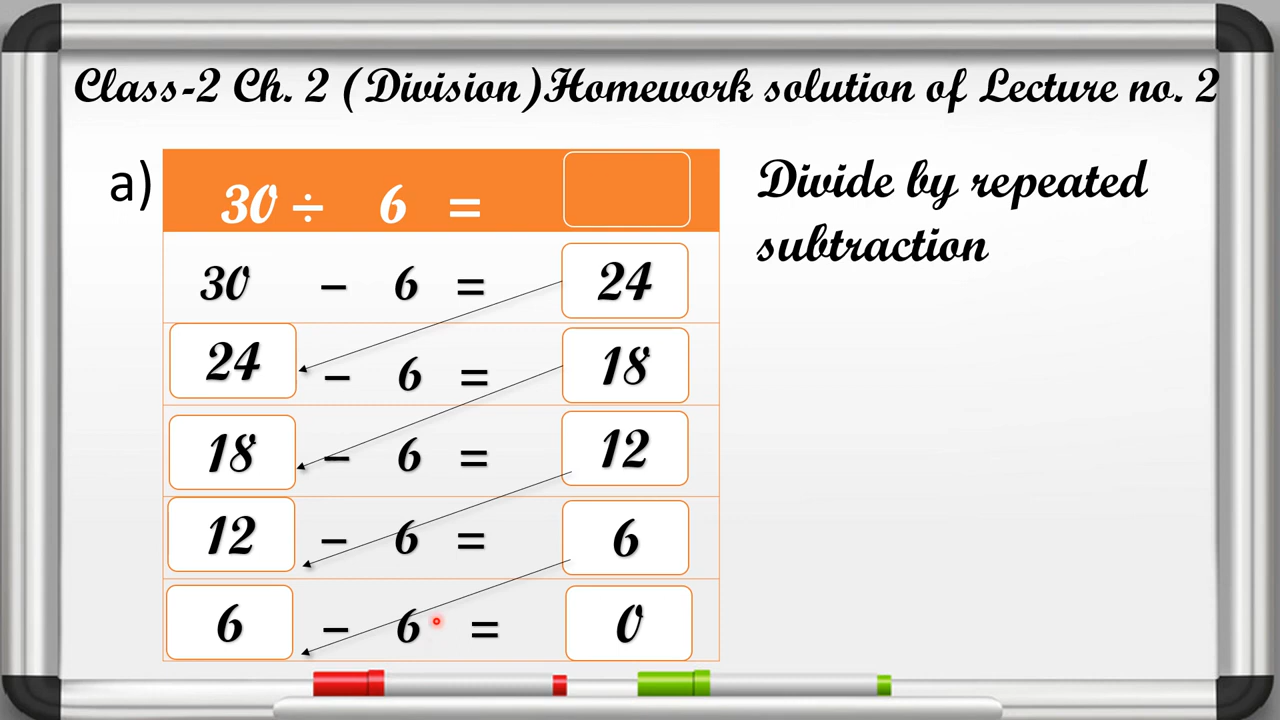 Class-2 Ch. 2 (Division)Homework solution of Lecture no. 2
a)
30 ÷ 6 =
30 – 6 = 24
24 – 6 = 18
18 – 6 = 12
12 – 6 = 6
6 – 6 = 0
Divide by repeated
subtraction